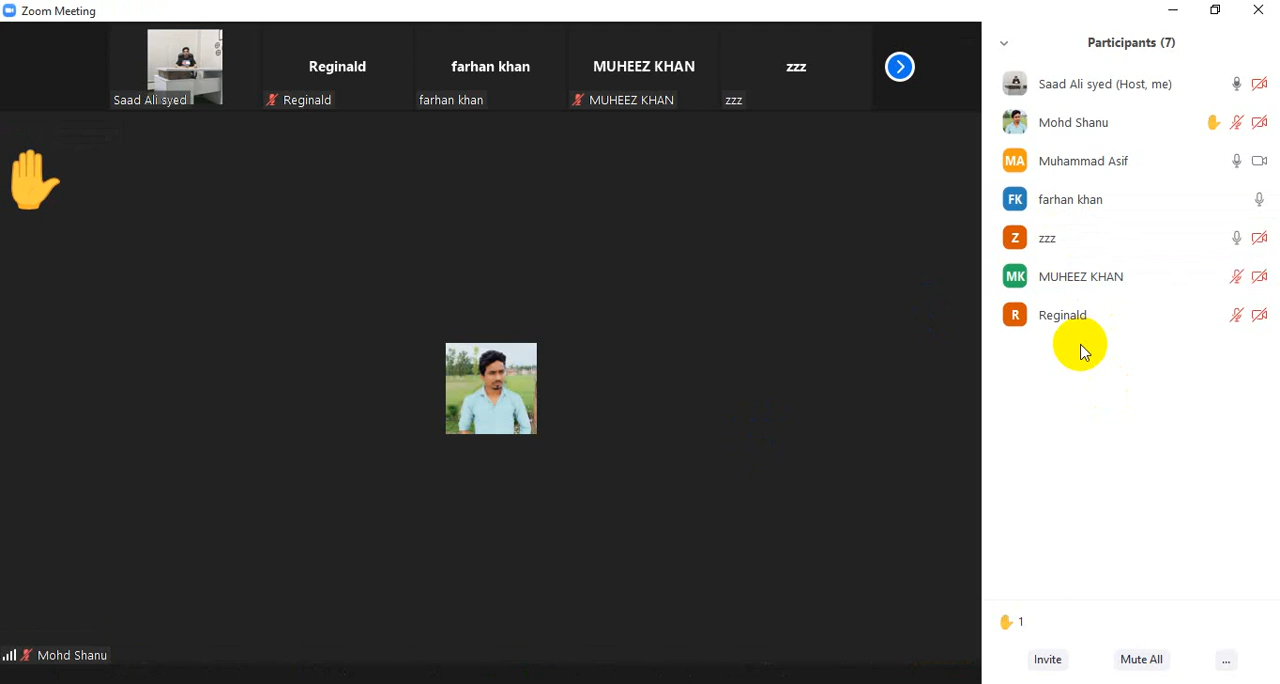 Zoom Meeting
Reginald
farhan khan
MUHEEZ KHAN
zzz
Saad Ali syed
Reginald
farhan khan
MUHEEZ KHAN
zzz
Mohd Shanu
Participants (7)
Saad Ali syed (Host, me)
Mohd Shanu
MA
Muhammad Asif
FK
farhan khan
Z
zzz
MK
MUHEEZ KHAN
R
Reginald
1
Invite
Mute All
...